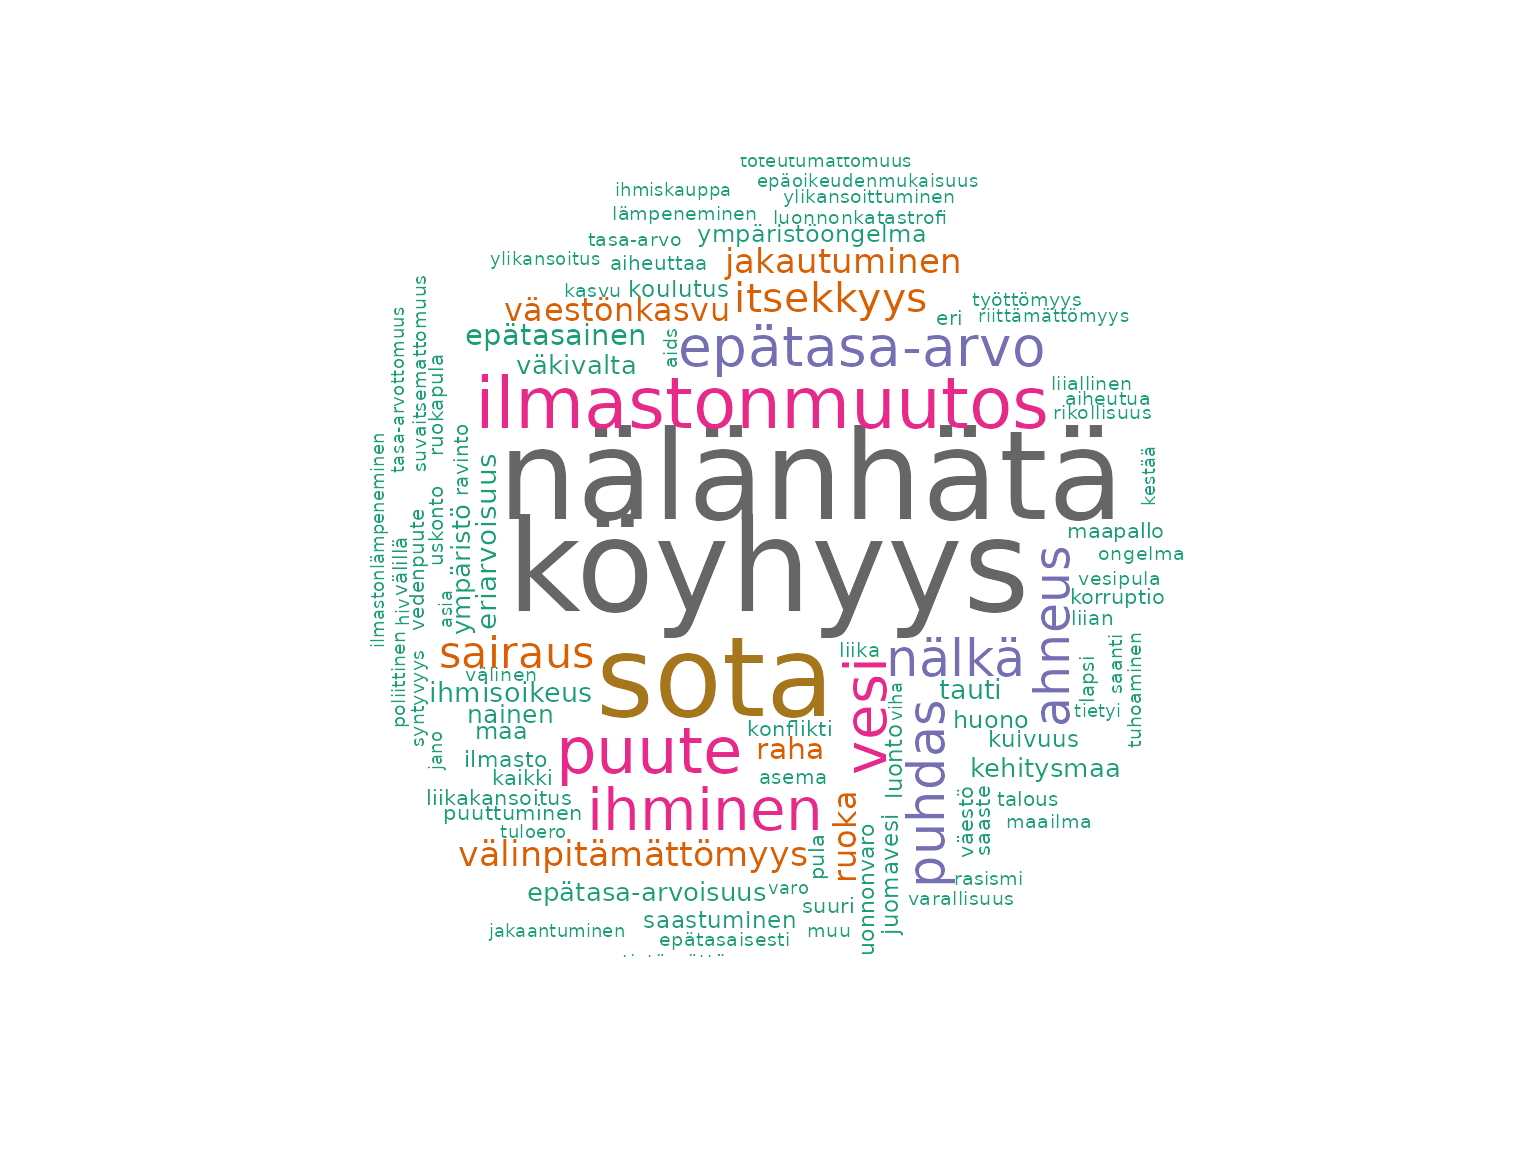 toteutumattomuus
epäoikeudenmukaisuus
ihmiskauppa
ylikansoittuminen
lämpeneminen
luonnonkatastrofi
tasa-arvo
ympäristöongelma
ylikansoitus
aiheuttaa
jakautuminen
kasvu
koulutus
itsekkyys
työttömyys
väestönkasvu
eri
riittämättömyys
epätasainen
aids
epätasa-arvo
väkivalta
ilmastonmuutos
liiallinen
aiheutua
rikollisuus
tasa-arvottomuus
suvaitsemattomuus
ruokapula
ravinto
nälänhätä
kestää
ilmastonlämpeneminen
uskonto
eriarvoisuus
köyhyys
maapallo
ongelma
välillä
vedenpuute
ympäristö
ahneus
vesipula
korruptio
hiv
asia
liian
poliittinen
sairaus
sota
liika
nälkä
vesi
lapsi
saanti
tuhoaminen
syntyvyys
välinen
ihmisoikeus
viha
tauti
tietyi
nainen
maa
konflikti
luonto
puhdas
huono
jano
ilmasto
puute
raha
kuivuus
kaikki
asema
kehitysmaa
liikakansoitus
ihminen
ruoka
väestö
saaste
talous
puuttuminen
maailma
tuloero
välinpitämättömyys
pula
juomavesi
epätasa-arvoisuus
varo
rasismi
suuri
varallisuus
saastuminen
jakaantuminen
epätasaisesti
muu
uonnonvaro